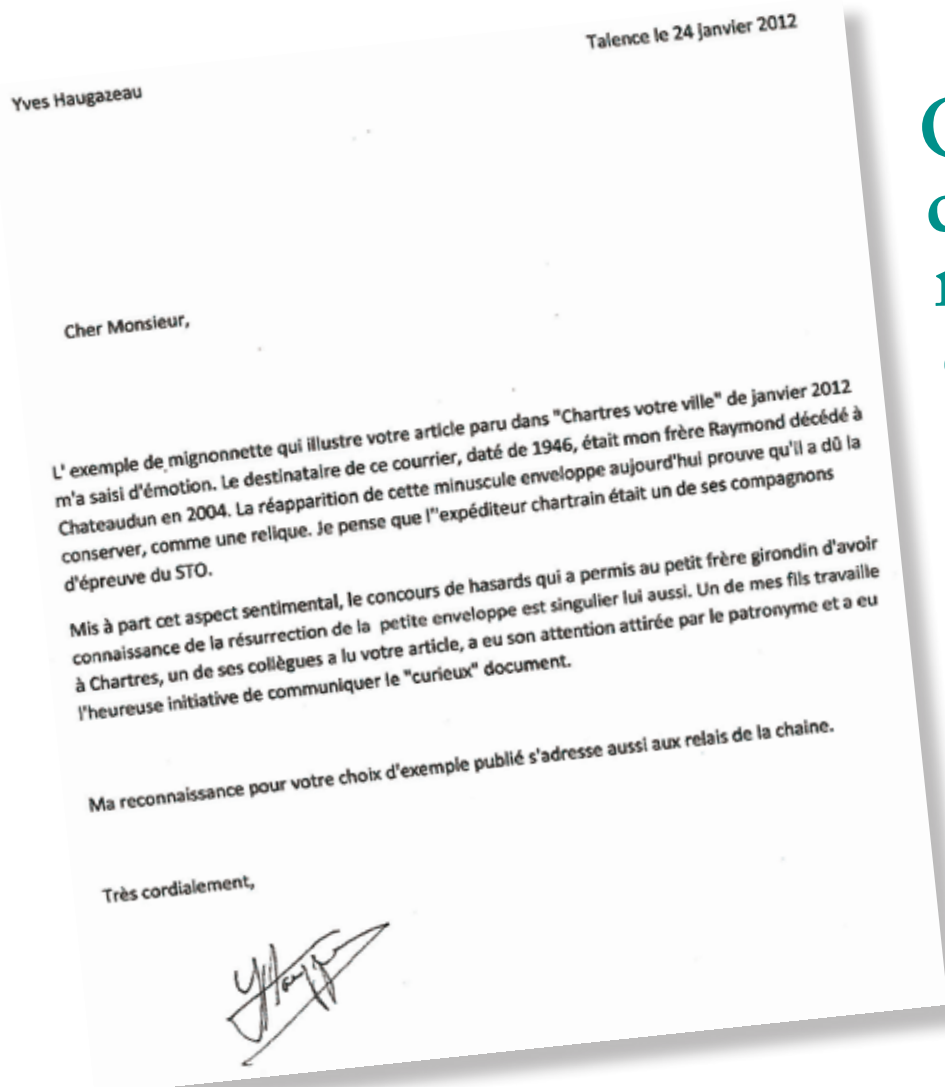 Talence le 24 janvier 2012
Yves Haugazeau
Cher Monsieur,
L' exemple de mignonnette qui illustre votre article paru dans "Chartres votre ville" de janvier 2012
m'a saisi d'émotion. Le destinataire de ce courrier, daté de 1946, était mon frère Raymond décédé à
Chateaudun en 2004. La réapparition de cette minuscule enveloppe aujourd'hui prouve qu'il a dû la
conserver, comme une relique. Je pense que l''expéditeur chartrain était un de ses compagnons
d'épreuve du STO.
Mis à part cet aspect sentimental, le concours de hasards qui a permis au petit frère girondin d'avoir
connaissance de la résurrection de la petite enveloppe est singulier lui aussi. Un de mes fils travaille
à Chartres, un de ses collègues a lu votre article, a eu son attention attirée par le patronyme et a eu
l'heureuse initiative de communiquer le "curieux" document.
Ma reconnaissance pour votre choix d'exemple publié s'adresse aussi aux relais de la chaine.
Très cordialement,